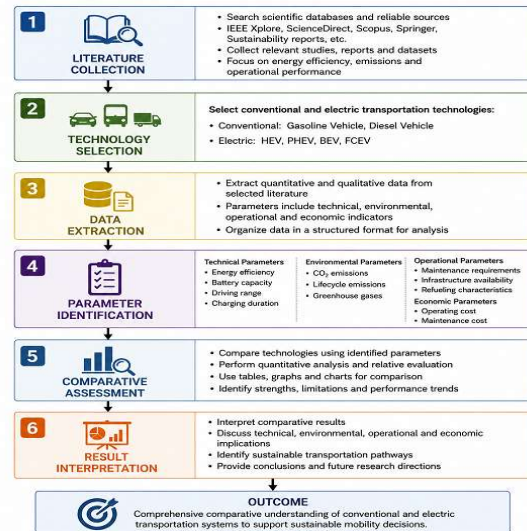 1
LITERATURE
COLLECTION
• Search scientific databases and reliable sources
• IEEE Xplore, ScienceDirect, Scopus, Springer,
Sustainability reports, etc.
• Collect relevant studies, reports and datasets
• Focus on energy efficiency, emissions and
operational performance
2
TECHNOLOGY
SELECTION
Select conventional and electric transportation technologies:
• Conventional: Gasoline Vehicle, Diesel Vehicle
• Electric: HEV, PHEV, BEV, FCEV
3
DATA
EXTRACTION
• Extract quantitative and qualitative data from
selected literature
• Parameters include technical, environmental,
operational and economic indicators
• Organize data in a structured format for analysis
4
PARAMETER
IDENTIFICATION
Technical Parameters
• Energy efficiency
• Battery capacity
• Driving range
• Charging duration
Environmental Parameters
• CO₂ emissions
• Lifecycle emissions
• Greenhouse gases
Operational Parameters
• Maintenance requirements
• Infrastructure availability
• Refueling characteristics
Economic Parameters
• Operating cost
• Maintenance cost
5
COMPARATIVE
ASSESSMENT
• Compare technologies using identified parameters
• Perform quantitative analysis and relative evaluation
• Use tables, graphs and charts for comparison
• Identify strengths, limitations and performance trends
6
RESULT
INTERPRETATION
• Interpret comparative results
• Discuss technical, environmental, operational and economic
implications
• Identify sustainable transportation pathways
• Provide conclusions and future research directions
OUTCOME
Comprehensive comparative understanding of conventional and electric
transportation systems to support sustainable mobility decisions.